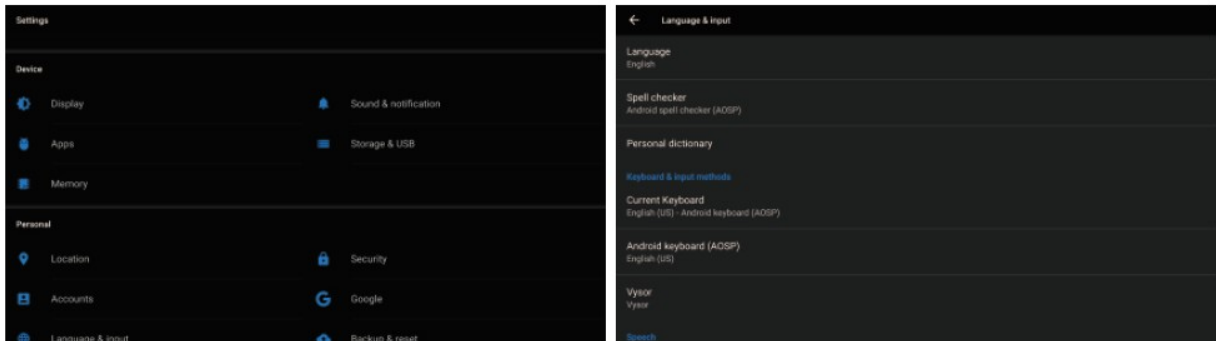 Settings
Device
Display
Sound & notification
Apps
Storage & USB
Memory
Personal
Location
Security
Accounts
Google
Language & input
Backup & reset
Language & input
Language
English
Spell checker
Android spell checker (AOSP)
Personal dictionary
Keyboard & input methods
Current Keyboard
English (US) - Android keyboard (AOSP)
Android keyboard (AOSP)
English (US)
Vysor
Vysor
Speech